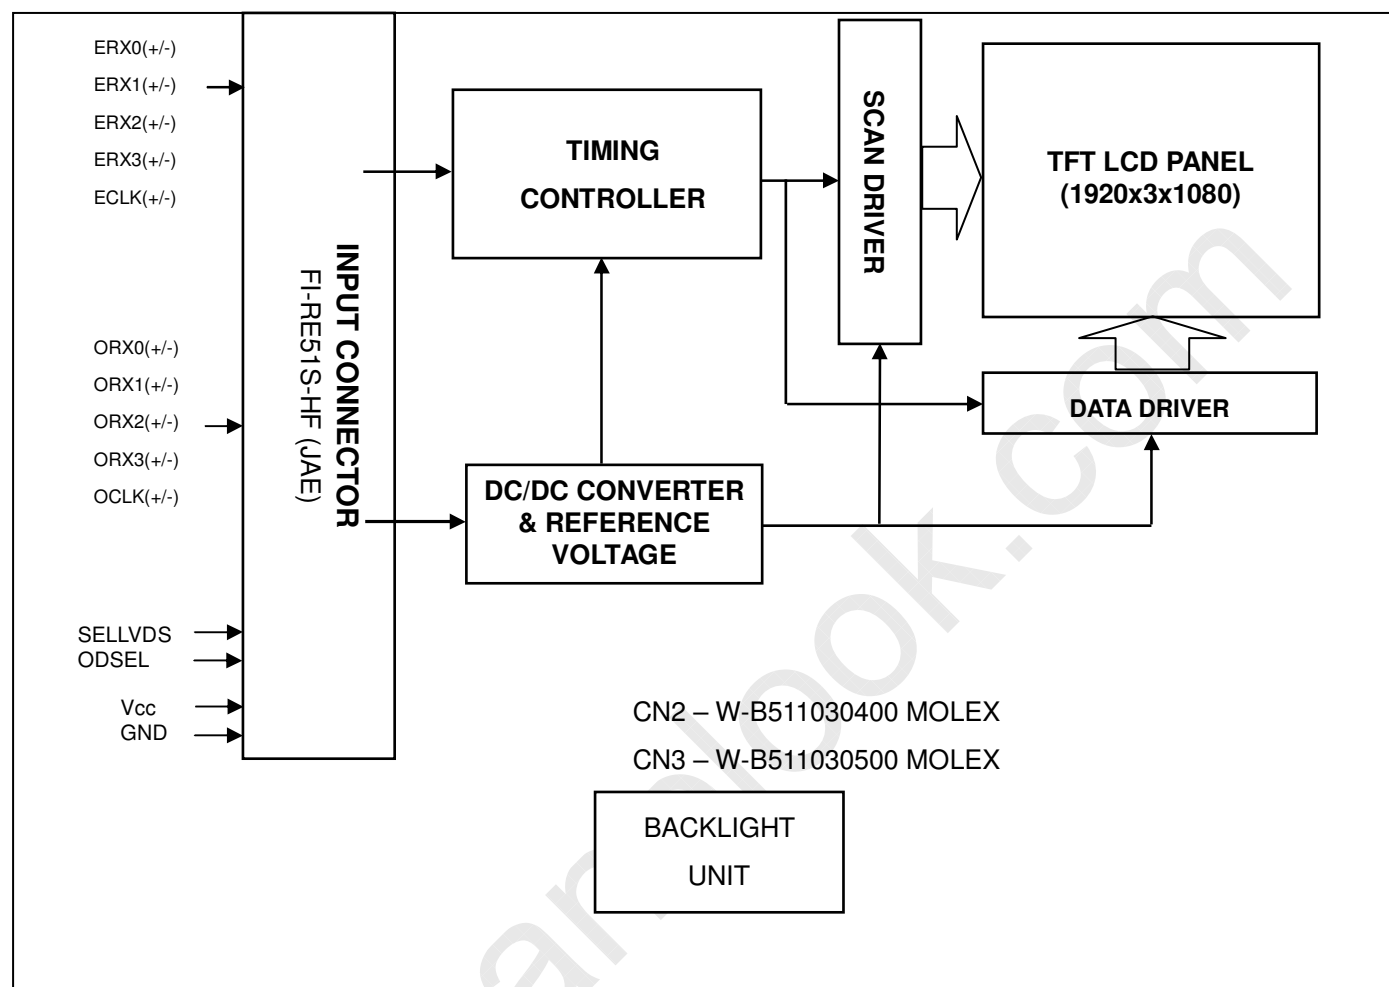 ERX0(+/-)
ERX1(+/-)
ERX2(+/-)
ERX3(+/-)
ECLK(+/-)
ORX0(+/-)
ORX1(+/-)
ORX2(+/-)
ORX3(+/-)
OCLK(+/-)
SELLVDS
ODSEL
Vcc
GND
INPUT CONNECTOR
FI-RE51S-HF (JAE)
TIMING
CONTROLLER
DC/DC CONVERTER
& REFERENCE
VOLTAGE
SCAN DRIVER
TFT LCD PANEL
(1920x3x1080)
DATA DRIVER
CN2 – W-B511030400 MOLEX
CN3 – W-B511030500 MOLEX
BACKLIGHT
UNIT